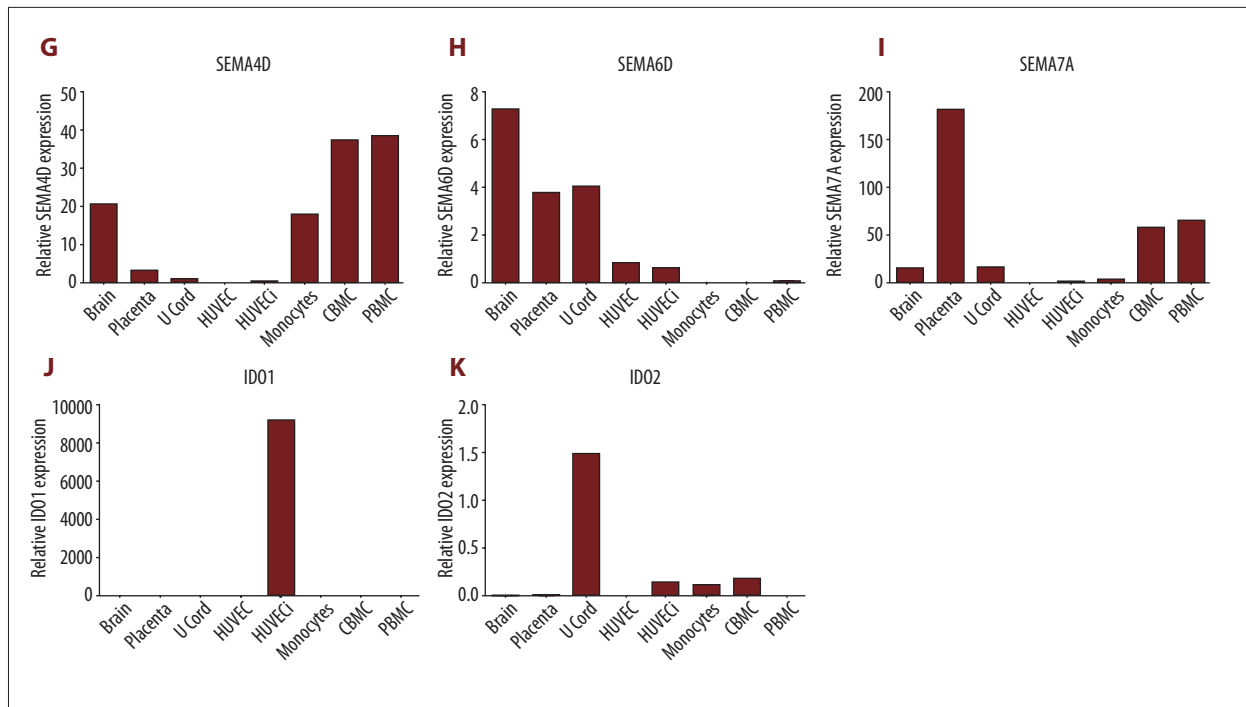 G
SEMA4D
Relative SEMA4D expression
50
40
30
20
10
0
Brain
Placenta
U Cord
HUVEC
HUVECi
Monocytes
CBMC
PBMC
H
SEMA6D
Relative SEMA6D expression
8
6
4
2
0
Brain
Placenta
U Cord
HUVEC
HUVECi
Monocytes
CBMC
PBMC
I
SEMA7A
Relative SEMA7A expression
200
150
100
50
0
Brain
Placenta
U Cord
HUVEC
HUVECi
Monocytes
CBMC
PBMC
J
IDO1
Relative IDO1 expression
10000
8000
6000
4000
2000
0
Brain
Placenta
U Cord
HUVEC
HUVECi
Monocytes
CBMC
PBMC
K
IDO2
Relative IDO2 expression
2.0
1.5
1.0
0.5
0.0
Brain
Placenta
U Cord
HUVEC
HUVECi
Monocytes
CBMC
PBMC